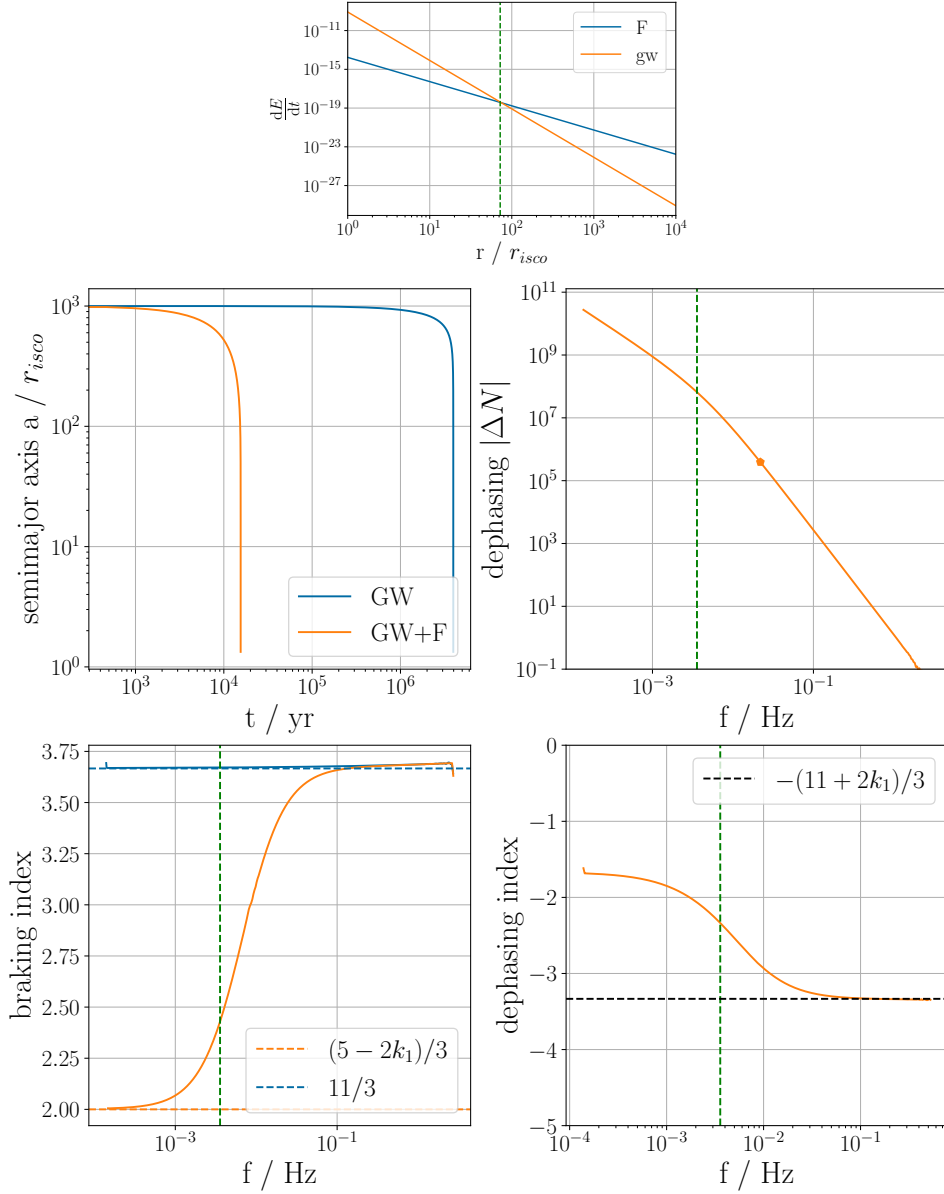 10^{-11}
10^{-15}
10^{-19}
10^{-23}
10^{-27}
dE/dt
F
gw
10^0 10^1 10^2 10^3 10^4
r / r_{isco}
10^3
10^2
10^1
10^0
semimajor axis a / r_{isco}
GW
GW+F
10^3 10^4 10^5 10^6
t / yr
10^{11}
10^9
10^7
10^5
10^3
10^1
10^{-1}
dephasing |ΔN|
10^{-3} 10^{-1}
f / Hz
3.75
3.50
3.25
3.00
2.75
2.50
2.25
2.00
braking index
(5 − 2k_1)/3
11/3
10^{-3} 10^{-1}
f / Hz
0
−1
−2
−3
−4
−5
dephasing index
−(11 + 2k_1)/3
10^{-4} 10^{-3} 10^{-2} 10^{-1}
f / Hz